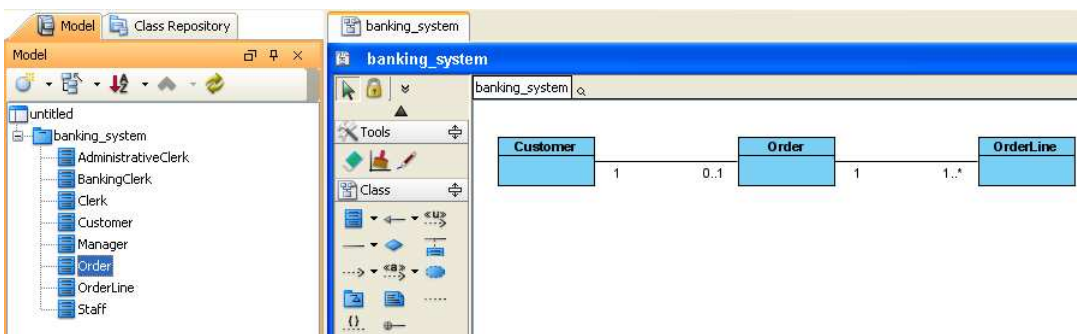 Model Class Repository
Model
untitled
banking_system
AdministrativeClerk
BankingClerk
Clerk
Customer
Manager
Order
OrderLine
Staff
banking_system
banking_system
banking_system
Tools
Class
<<U>>
<<a>>
{}
Customer 1 0..1 Order 1 1..* OrderLine